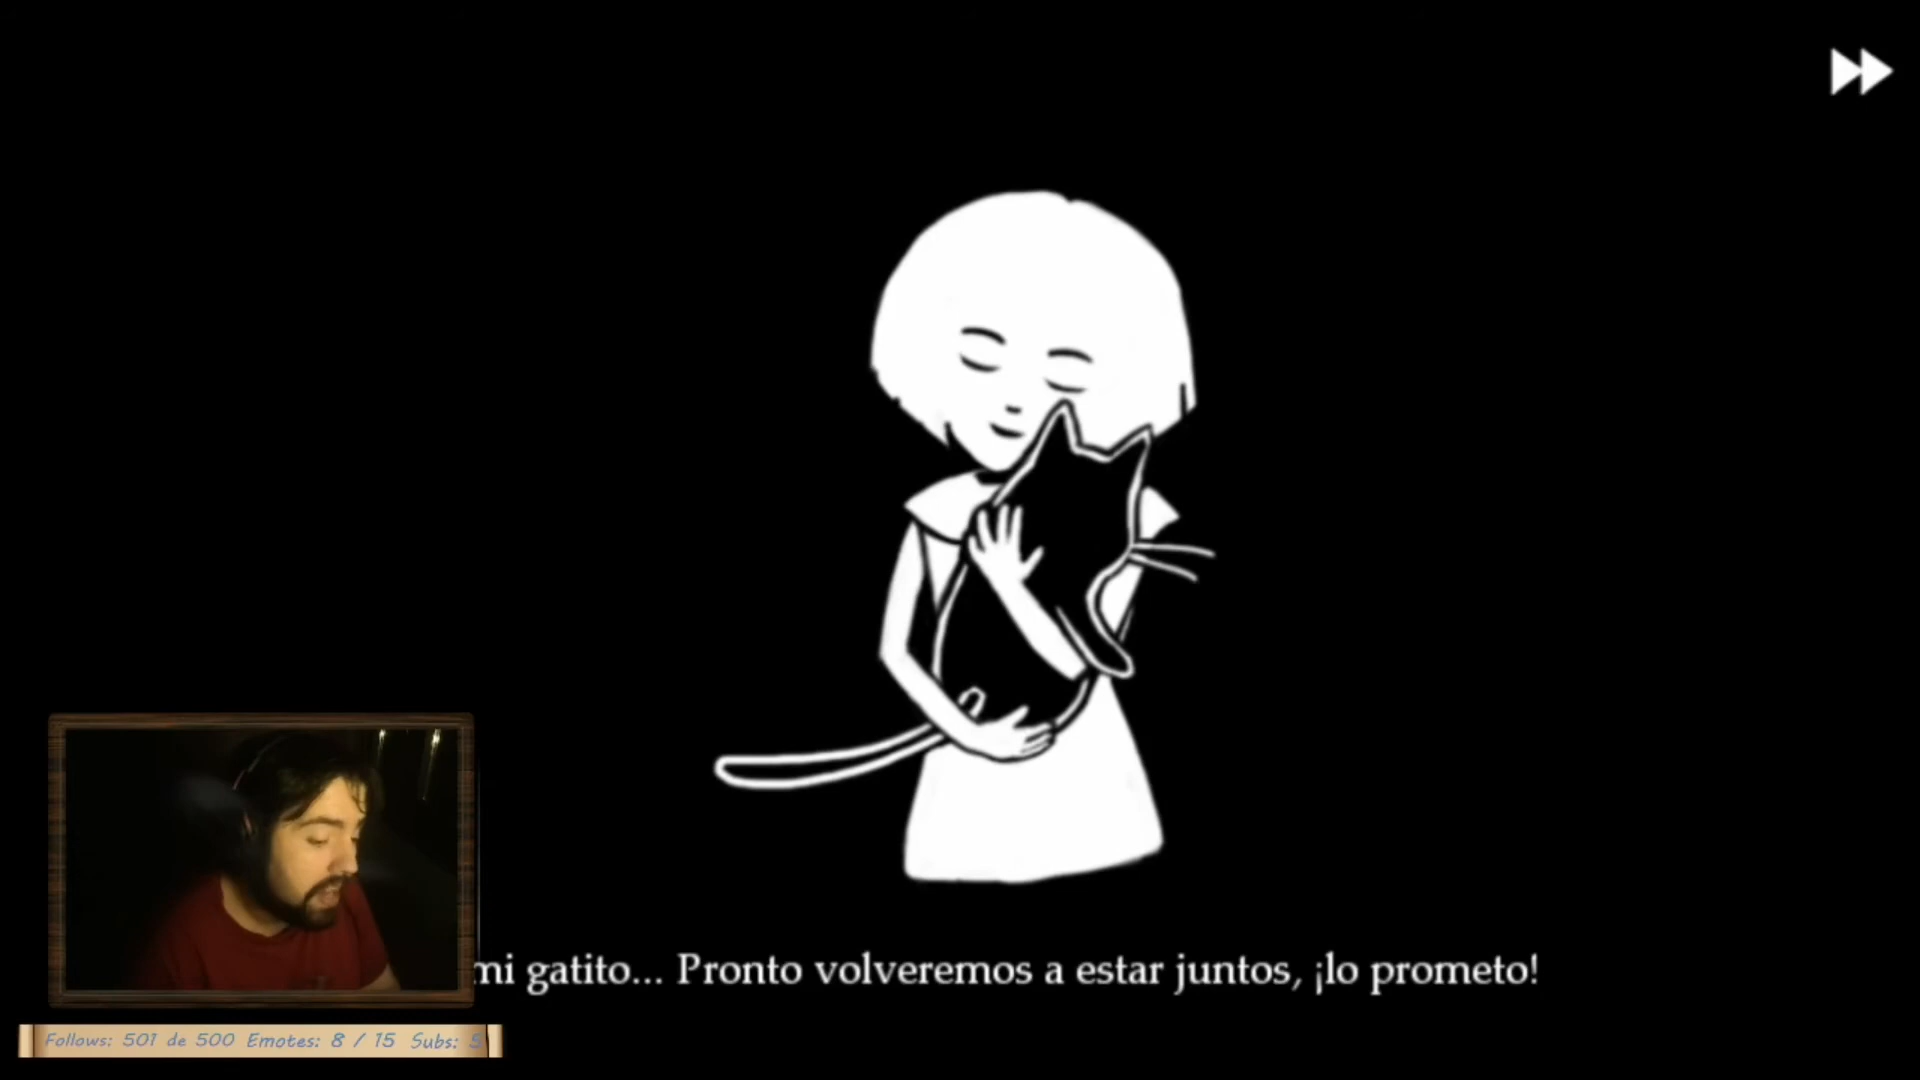 mi gatito... Pronto volveremos a estar juntos, ¡lo prometo!
Follows: 501 de 500 Emotes: 8 / 15 Subs: